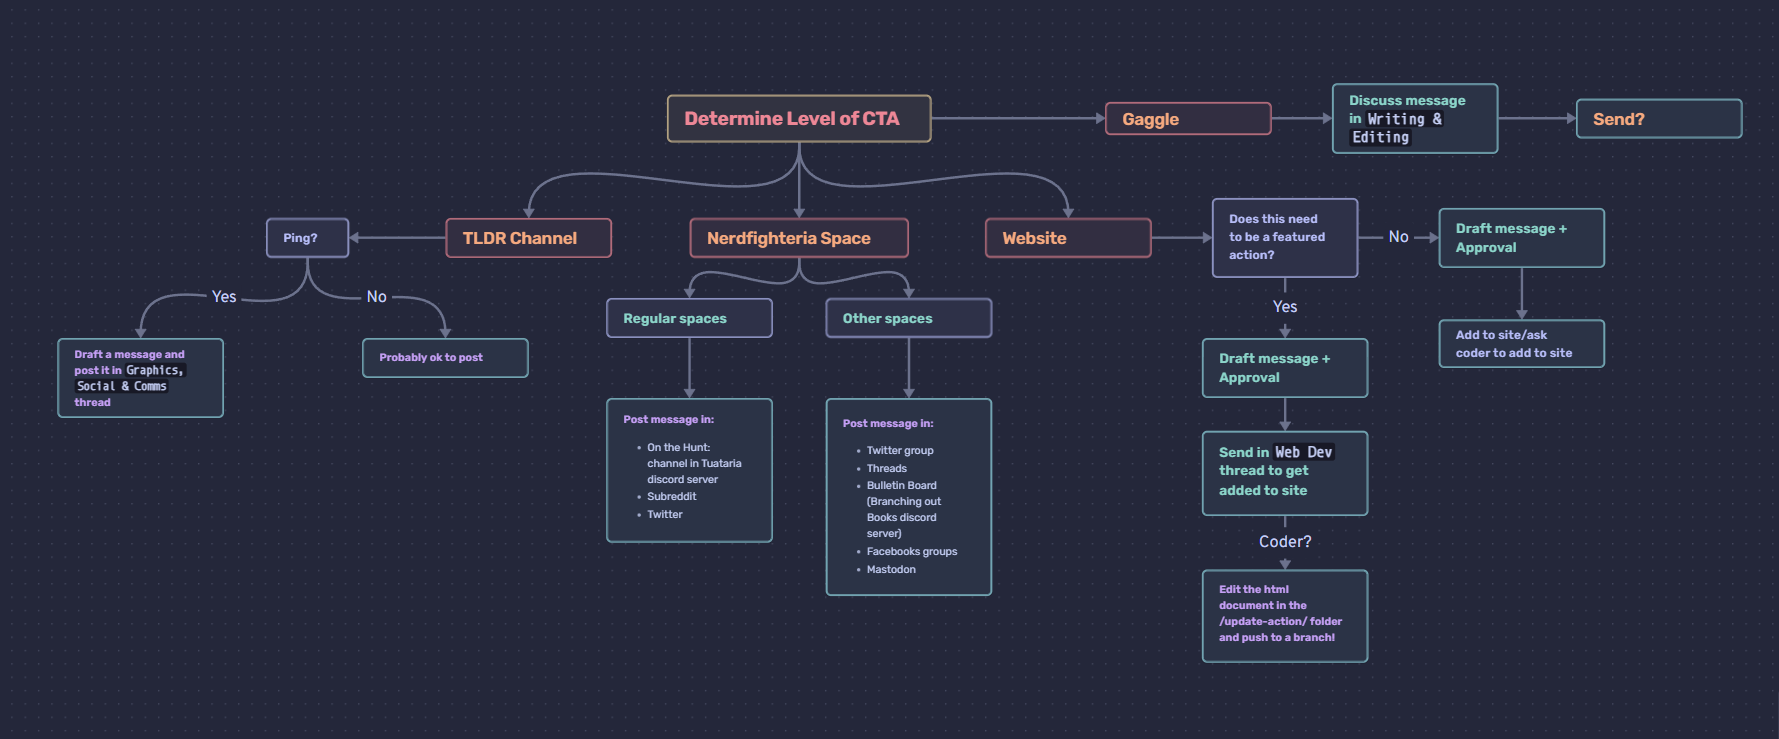 Determine Level of CTA
Gaggle
Discuss message
in Writing &
Editing
Send?
Ping?
TLDR Channel
Nerdfighteria Space
Website
Does this need
to be a featured
action?
No
Draft message +
Approval
Yes
No
Yes
Regular spaces
Other spaces
Add to site/ask
coder to add to site
Draft a message and
post it in Graphics,
Social & Comms
thread
Probably ok to post
Draft message +
Approval
Post message in:
• On the Hunt:
channel in Tuataria
discord server
• Subreddit
• Twitter
Post message in:
• Twitter group
• Threads
• Bulletin Board
(Branching out
Books discord
server)
• Facebooks groups
• Mastodon
Send in Web Dev
thread to get
added to site
Coder?
Edit the html
document in the
/update-action/ folder
and push to a branch!